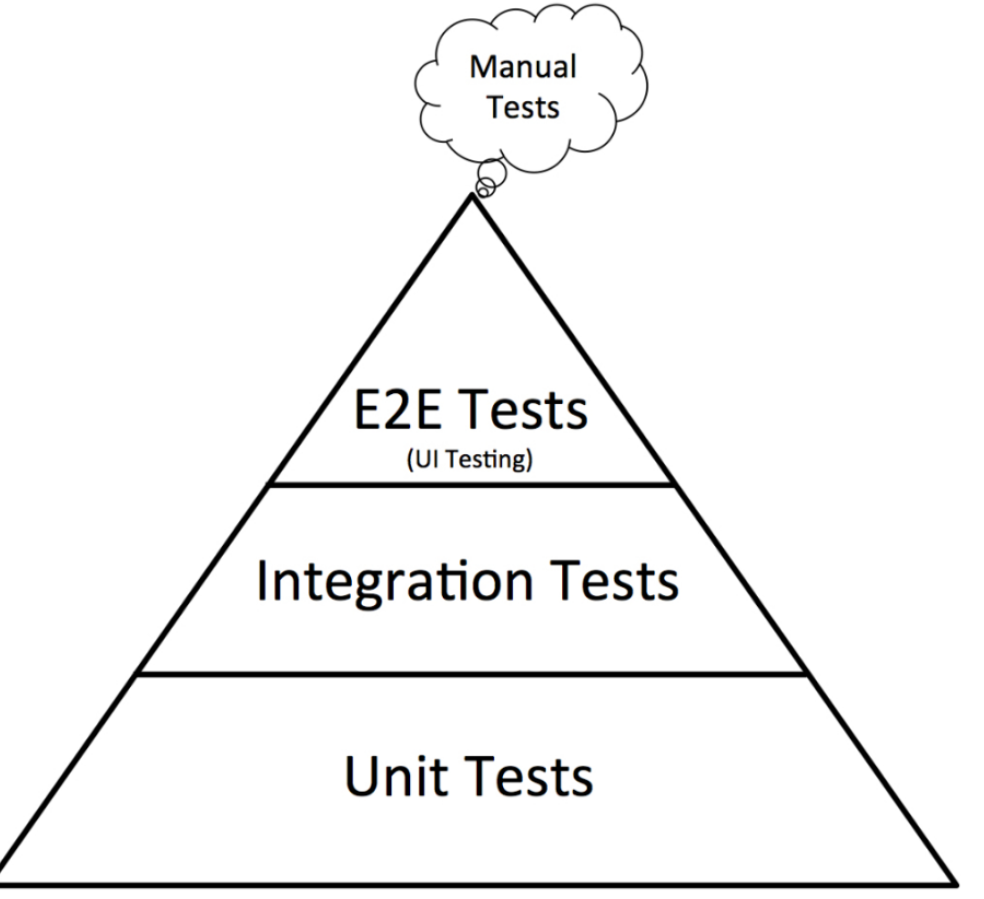 Manual
Tests
E2E Tests
(UI Testing)
Integration Tests
Unit Tests